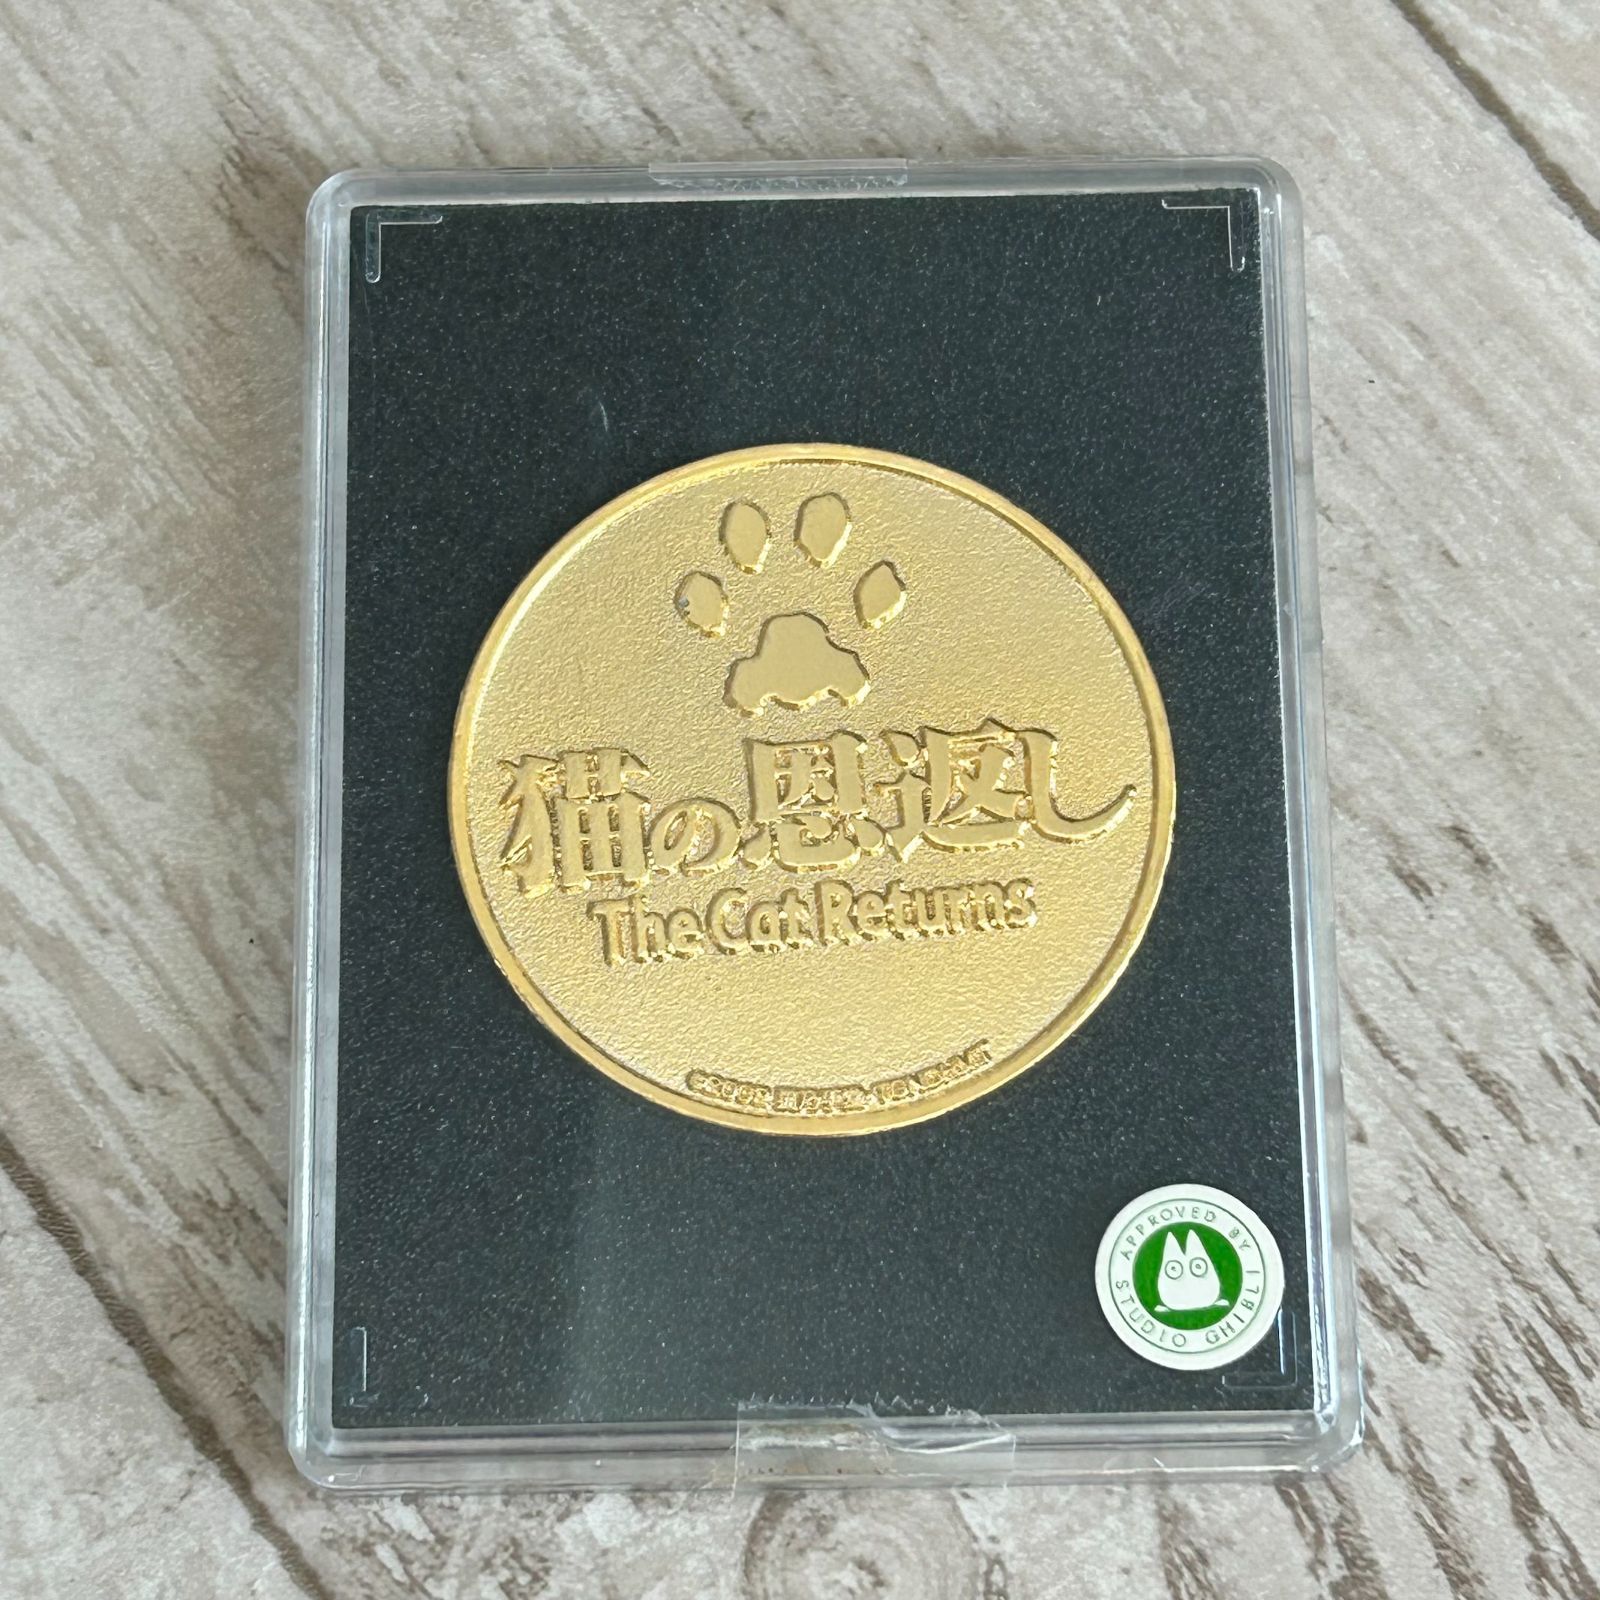 猫の恩返し
The Cat Returns
APPROVED BY
STUDIO GHIBLI